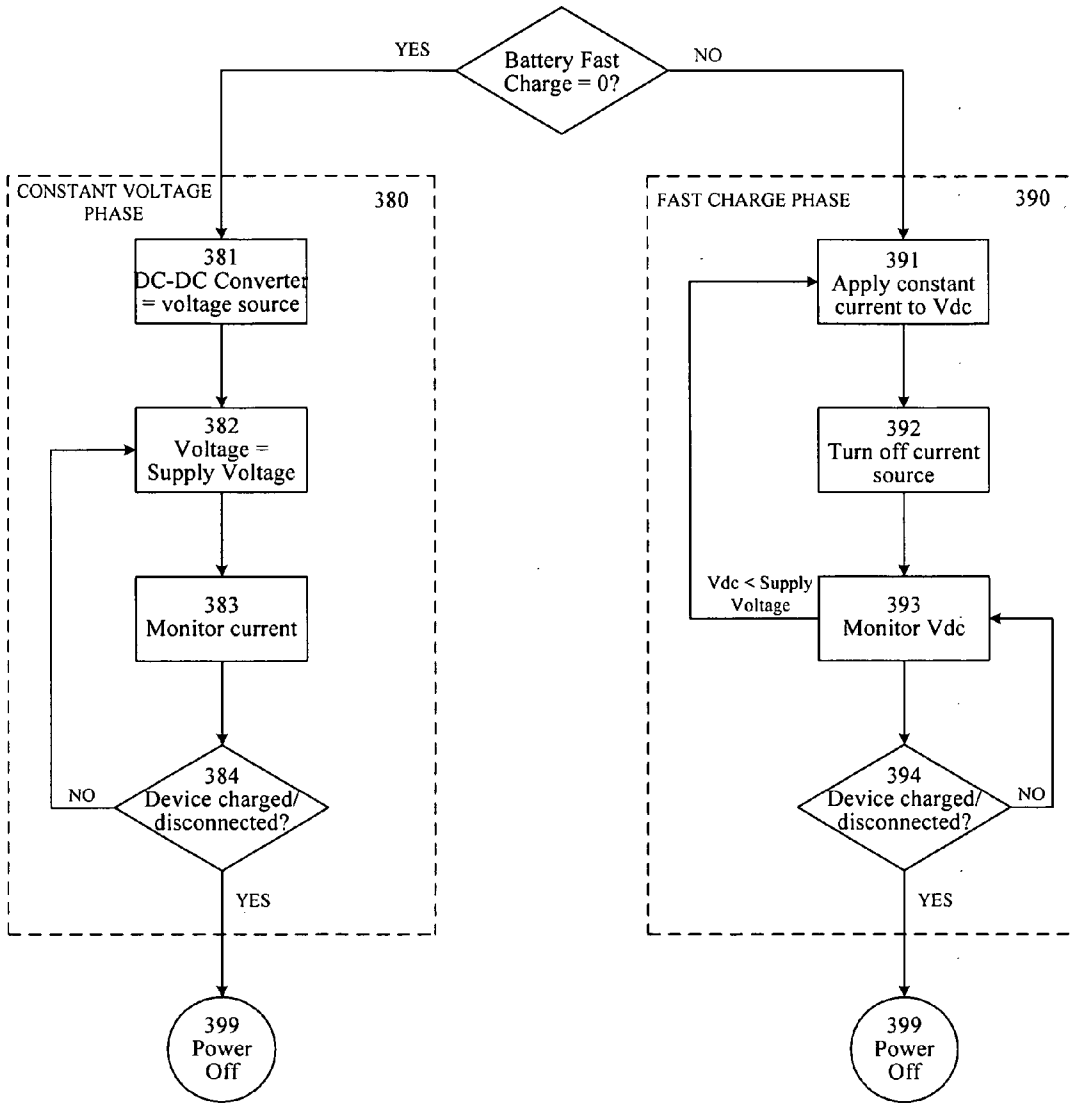 YES
Battery Fast
Charge = 0?
NO
CONSTANT VOLTAGE
PHASE
380
381
DC-DC Converter
= voltage source
382
Voltage =
Supply Voltage
383
Monitor current
384
Device charged/
disconnected?
NO
YES
399
Power
Off
FAST CHARGE PHASE
390
391
Apply constant
current to Vdc
392
Turn off current
source
Vdc < Supply
Voltage
393
Monitor Vdc
394
Device charged/
disconnected?
NO
YES
399
Power
Off